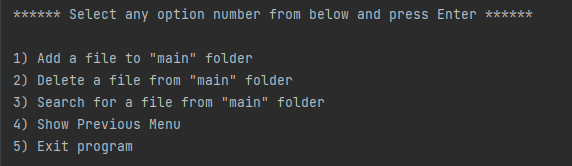 ****** Select any option number from below and press Enter ******
1) Add a file to "main" folder
2) Delete a file from "main" folder
3) Search for a file from "main" folder
4) Show Previous Menu
5) Exit program